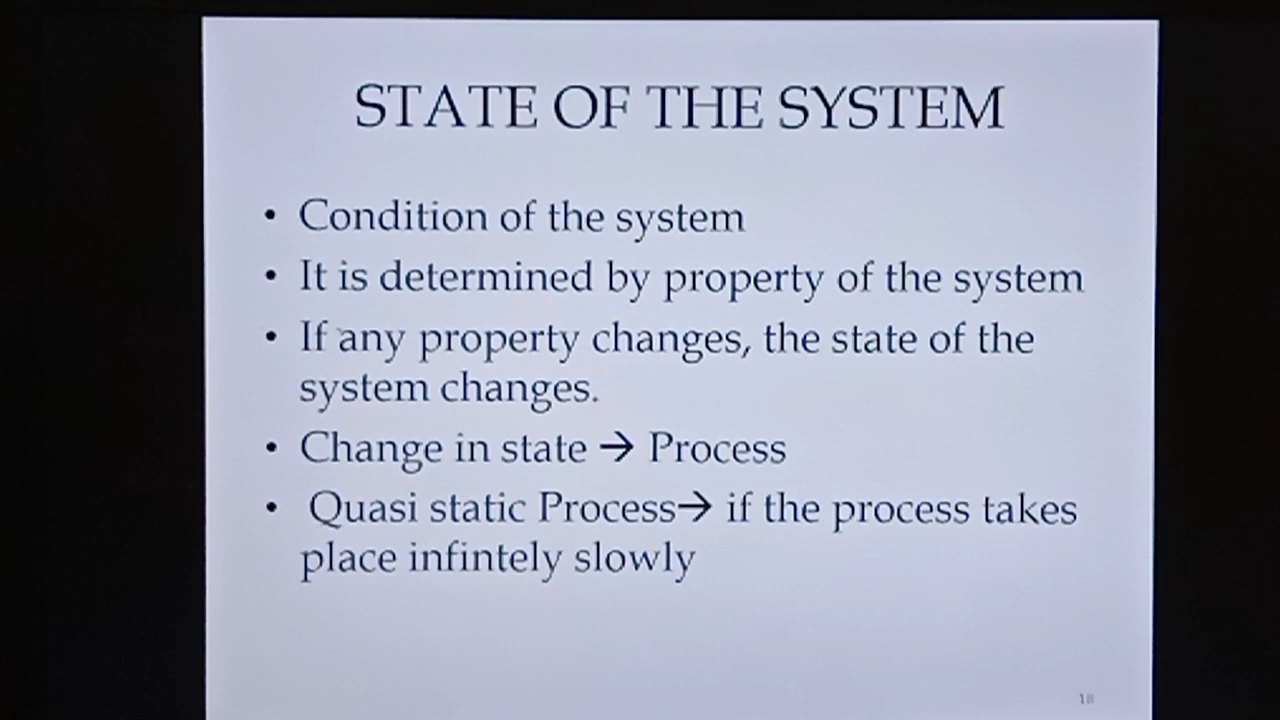 STATE OF THE SYSTEM
• Condition of the system
• It is determined by property of the system
• If any property changes, the state of the
system changes.
• Change in state → Process
• Quasi static Process→ if the process takes
place infintely slowly
18